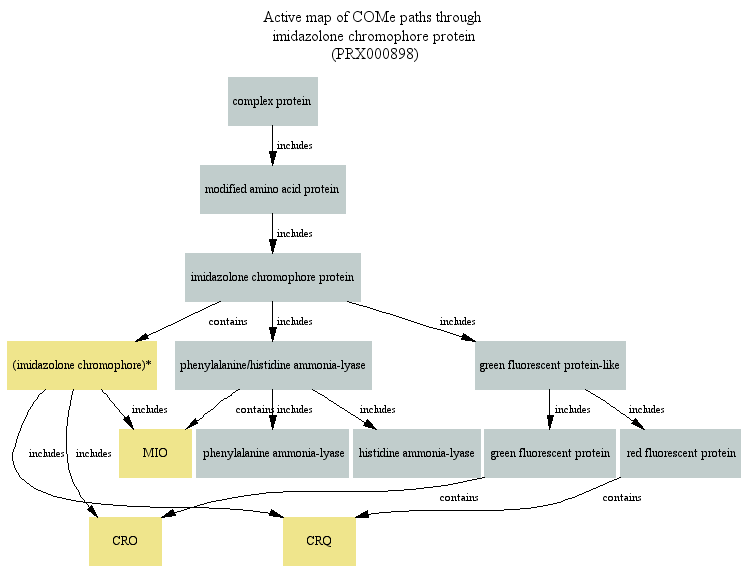 Active map of COMe paths through
imidazolone chromophore protein
(PRX000898)
complex protein
includes
modified amino acid protein
includes
imidazolone chromophore protein
contains
includes
includes
(imidazolone chromophore)*
phenylalanine/histidine ammonia-lyase
green fluorescent protein-like
includes
contains
includes
includes
includes
includes
includes
includes
MIO
phenylalanine ammonia-lyase
histidine ammonia-lyase
green fluorescent protein
red fluorescent protein
contains
contains
CRO
CRQ